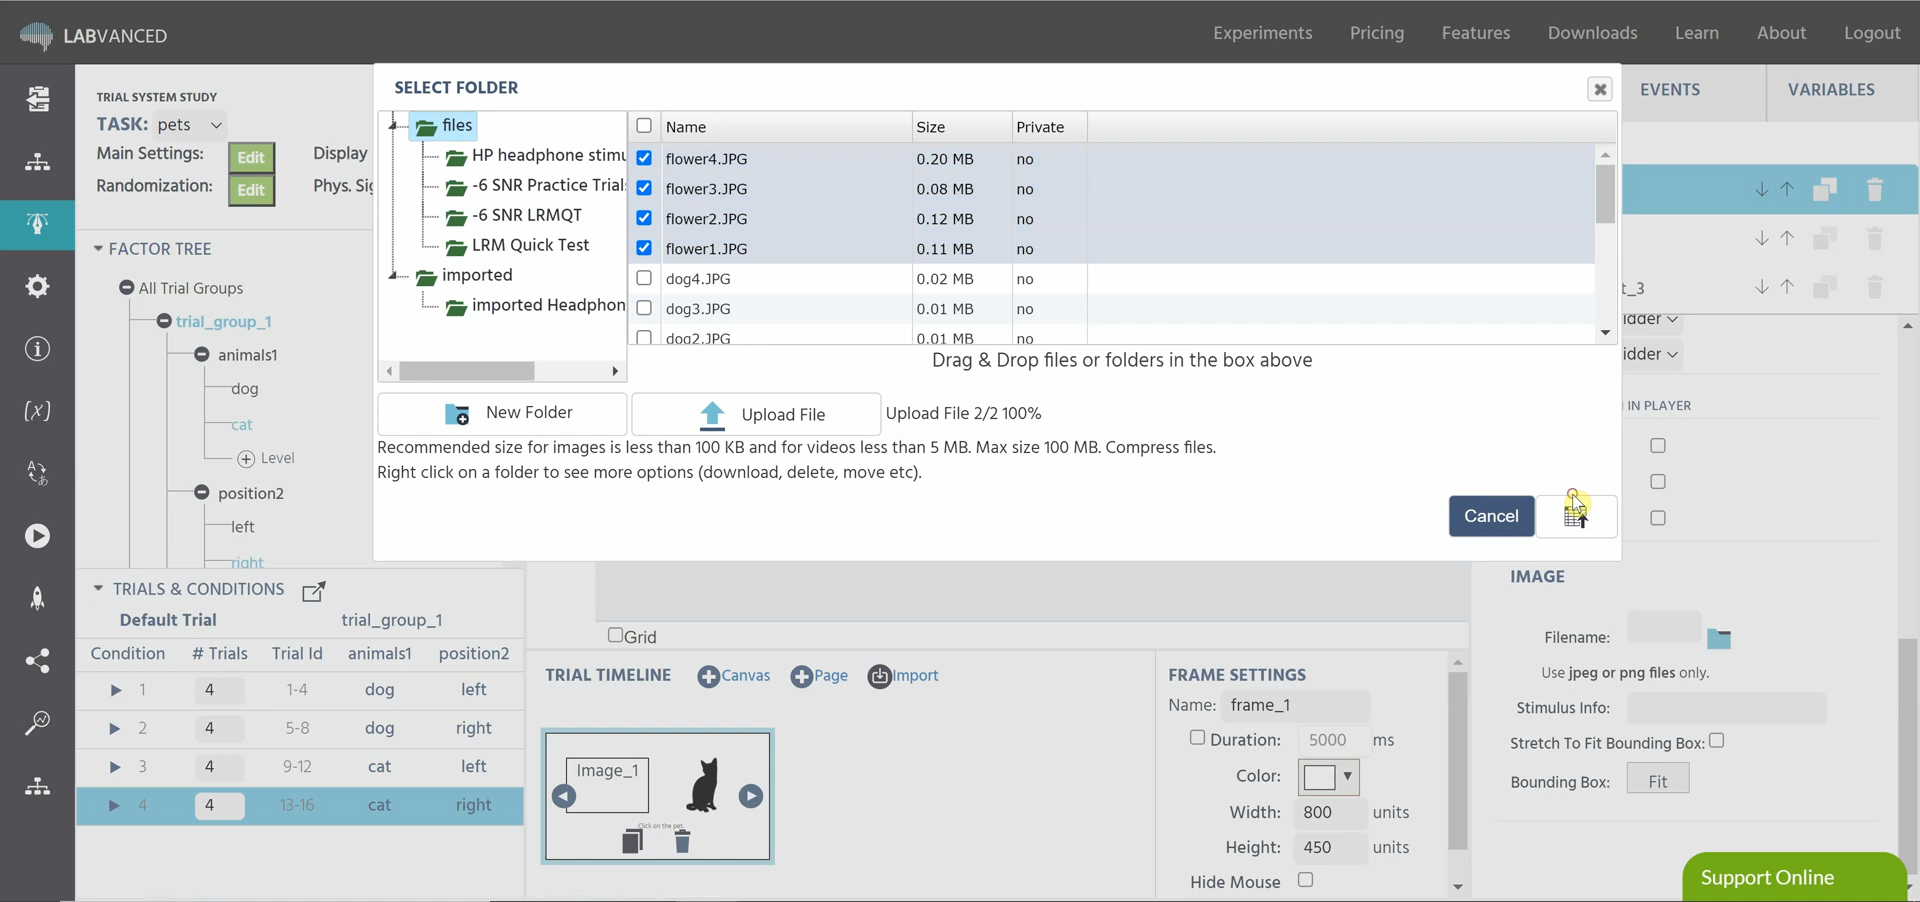 LABVANCED
Experiments
Pricing
Features
Downloads
Learn
About
Logout
TRIAL SYSTEM STUDY
TASK: pets
Main Settings: Edit Display
Randomization: Edit
FACTOR TREE
All Trial Groups
trial_group_1
animals1
dog
cat
Level
position2
left
right
SELECT FOLDER
files
-6 SNR LRMQT
LRM Quick Test
imported
HP headphone
-6 SNR Practice
imported
Name Size Private
flower4.JPG 0.20 MB no
flower3.JPG 0.08 MB no
flower2.JPG 0.12 MB no
flower1.JPG 0.11 MB no
dog4.JPG 0.02 MB no
dog3.JPG 0.01 MB no
dog2.JPG 0.01 MB no
Drag & Drop files or folders in the box above
New Folder
Upload File
Upload File 2/2 100%
Recommended size for images is less than 100 KB and for videos less than 5 MB. Max size 100 MB. Compress files.
Right click on a folder to see more options (download, delete, move etc).
Cancel
EVENTS
VARIABLES
IN PLAYER
TRIALS & CONDITIONS
Default Trial trial_group_1
Condition # Trials Trial Id animals1 position2
1 4 1-4 dog left
2 4 5-8 dog right
3 4 9-12 cat left
4 4 13-16 cat right
Grid
TRIAL TIMELINE
Canvas
Page
Import
Image_1
Click on the pet.
FRAME SETTINGS
Name: frame_1
Duration: 5000 ms
Color:
Width: 800 units
Height: 450 units
Hide Mouse
IMAGE
Filename:
Use jpeg or png files only.
Stimulus Info:
Stretch To Fit Bounding Box:
Bounding Box: Fit
Support Online